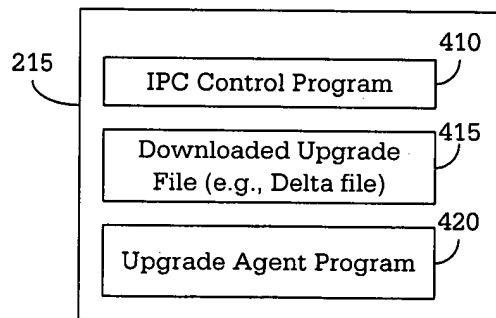 215
410
IPC Control Program
415
Downloaded Upgrade
File (e.g., Delta file)
420
Upgrade Agent Program